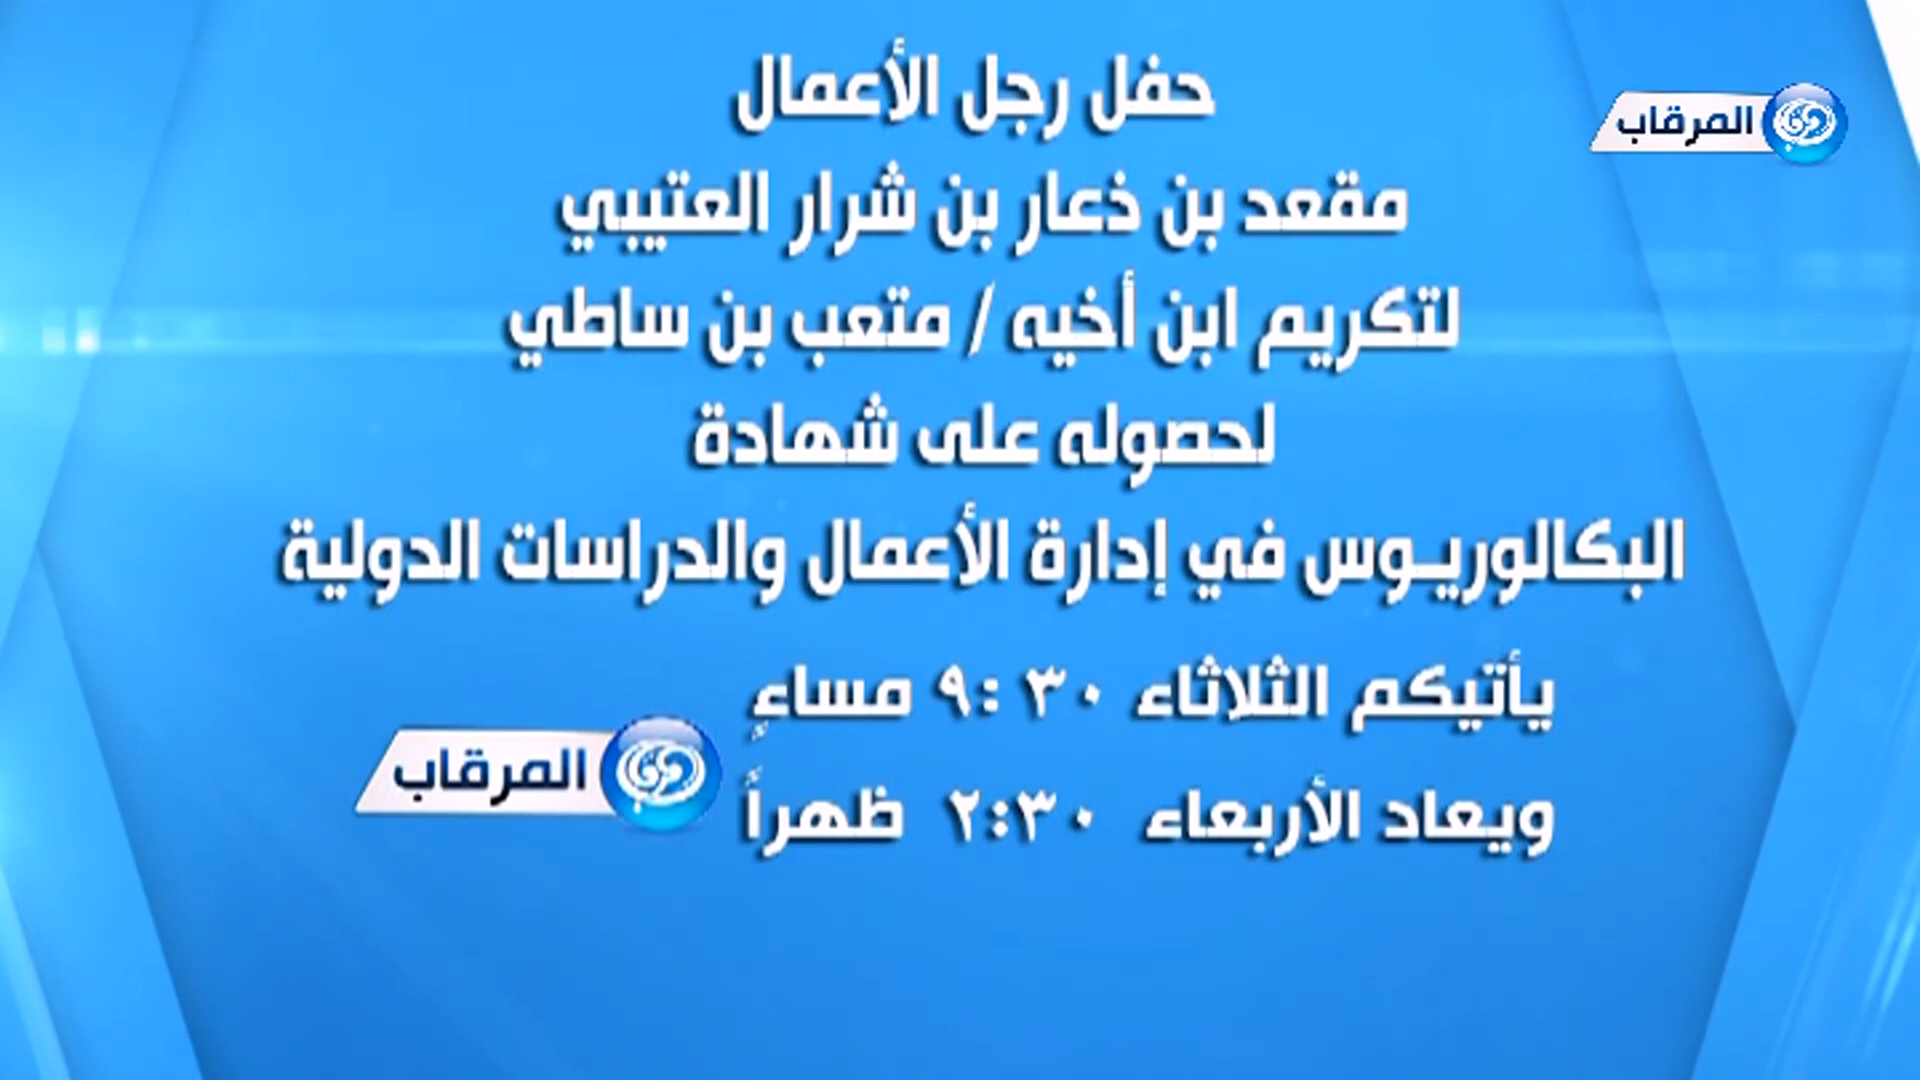 المرقاب
حفل رجل الأعمال
مقعد بن ذعار بن شرار العتيبي
لتكريم ابن أخيه / متعب بن ساطي
لحصوله على شهادة
البكالوريـوس في إدارة الأعمال والدراسات الدولية
يأتيكم الثلاثاء ٩:٣٠ مساءٍ
ويعاد الأربعاء ٢:٣٠ ظهراً
المرقاب